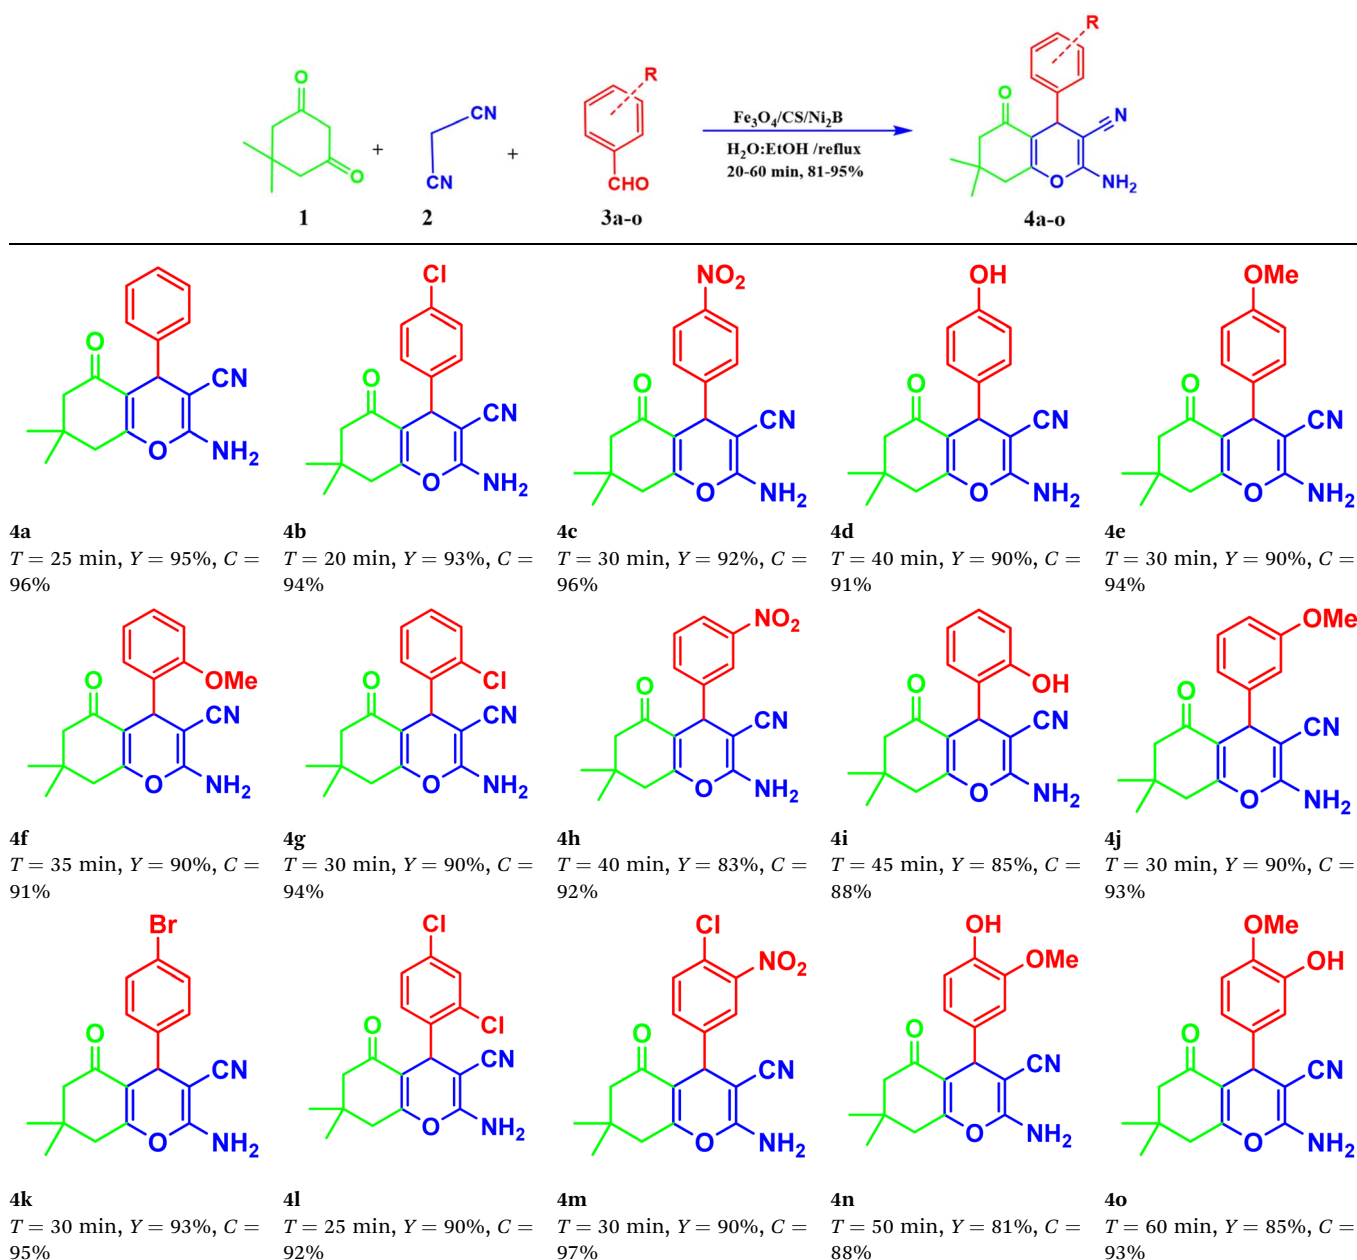 O
O
1
+
CN
CN
2
+
R
CHO
3a-o
Fe₃O₄/CS/Ni₂B
H₂O:EtOH /reflux
20-60 min, 81-95%
R
O
N
O
NH₂
4a-o
O
CN
O
NH₂
4a
T = 25 min, Y = 95%, C =
96%
Cl
O
CN
O
NH₂
4b
T = 20 min, Y = 93%, C =
94%
NO₂
O
CN
O
NH₂
4c
T = 30 min, Y = 92%, C =
96%
OH
O
CN
O
NH₂
4d
T = 40 min, Y = 90%, C =
91%
OMe
O
CN
O
NH₂
4e
T = 30 min, Y = 90%, C =
94%
OMe
O
CN
O
NH₂
4f
T = 35 min, Y = 90%, C =
91%
Cl
O
CN
O
NH₂
4g
T = 30 min, Y = 90%, C =
94%
NO₂
O
CN
O
NH₂
4h
T = 40 min, Y = 83%, C =
92%
OH
O
CN
O
NH₂
4i
T = 45 min, Y = 85%, C =
88%
OMe
O
CN
O
NH₂
4j
T = 30 min, Y = 90%, C =
93%
Br
O
CN
O
NH₂
4k
T = 30 min, Y = 93%, C =
95%
Cl
Cl
O
CN
O
NH₂
4l
T = 25 min, Y = 90%, C =
92%
Cl
NO₂
O
CN
O
NH₂
4m
T = 30 min, Y = 90%, C =
97%
OH
OMe
O
CN
O
NH₂
4n
T = 50 min, Y = 81%, C =
88%
OMe
OH
O
CN
O
NH₂
4o
T = 60 min, Y = 85%, C =
93%